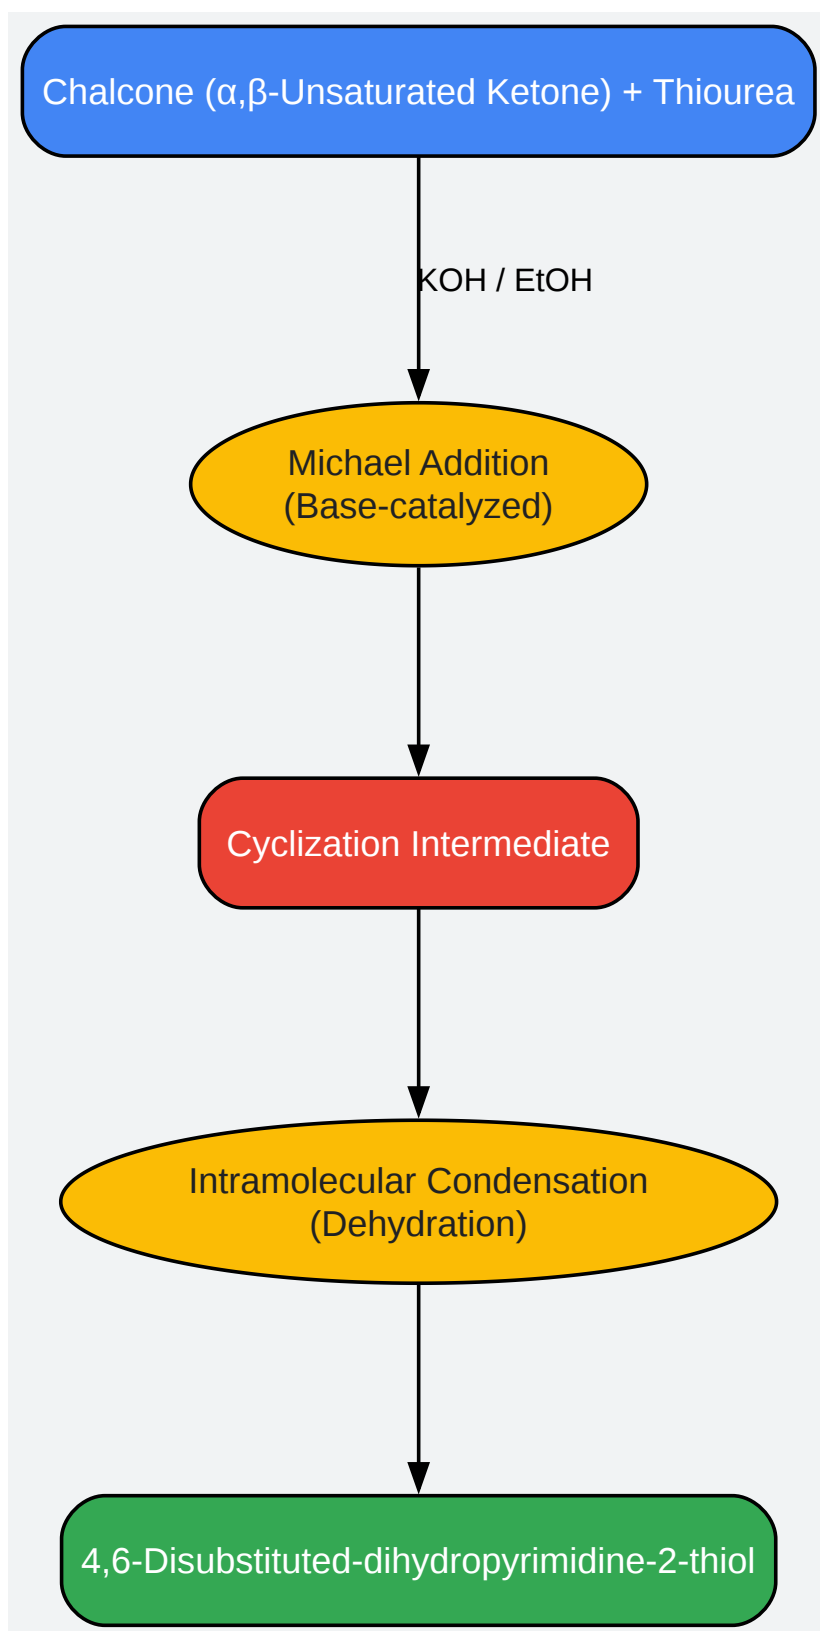 Chalcone (α,β-Unsaturated Ketone) + Thiourea
KOH / EtOH
Michael Addition
(Base-catalyzed)
Cyclization Intermediate
Intramolecular Condensation
(Dehydration)
4,6-Disubstituted-dihydropyrimidine-2-thiol